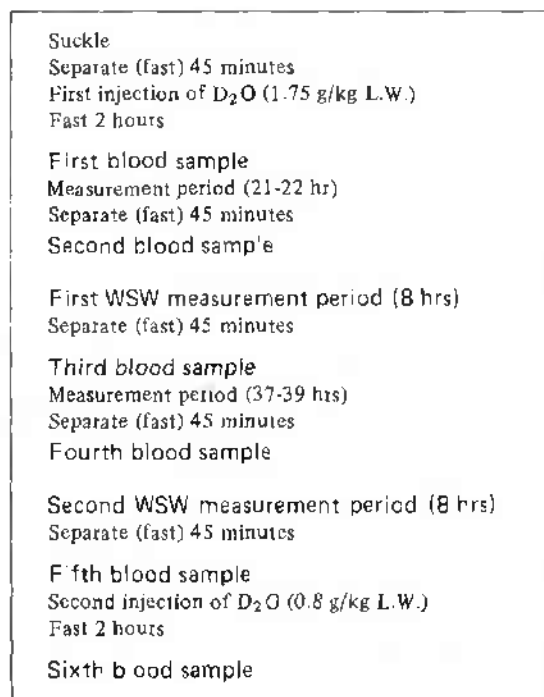 Suckle
Separate (fast) 45 minutes
First injection of D₂O (1.75 g/kg L.W.)
Fast 2 hours
First blood sample
Measurement period (21-22 hr)
Separate (fast) 45 minutes
Second blood sample
First WSW measurement period (8 hrs)
Separate (fast) 45 minutes
Third blood sample
Measurement period (37-39 hrs)
Separate (fast) 45 minutes
Fourth blood sample
Second WSW measurement period (8 hrs)
Separate (fast) 45 minutes
Fifth blood sample
Second injection of D₂O (0.8 g/kg L.W.)
Fast 2 hours
Sixth blood sample